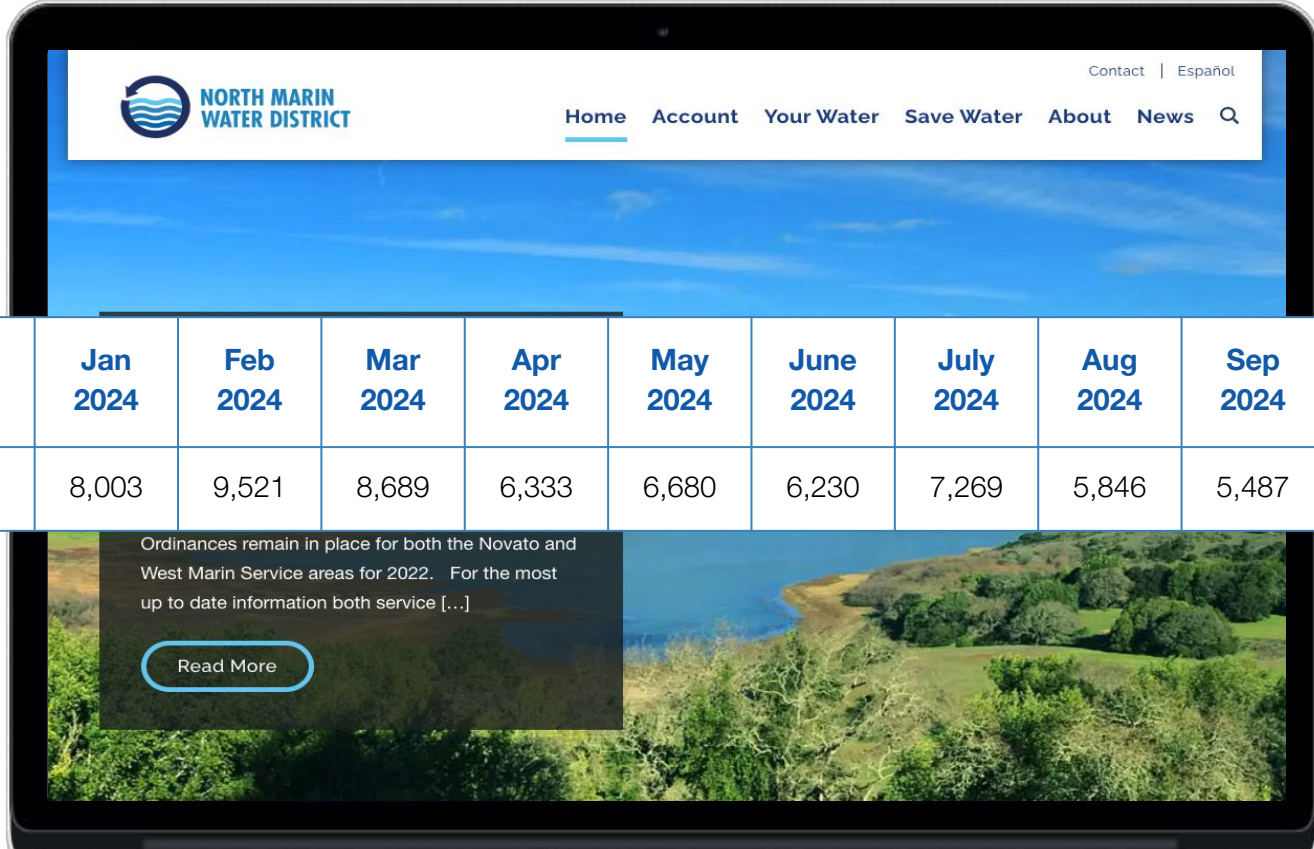 Contact | Español
NORTH MARIN
WATER DISTRICT
Home Account Your Water Save Water About News
Jan 2024 Feb 2024 Mar 2024 Apr 2024 May 2024 June 2024 July 2024 Aug 2024 Sep 2024
8,003 9,521 8,689 6,333 6,680 6,230 7,269 5,846 5,487
Ordinances remain in place for both the Novato and
West Marin Service areas for 2022. For the most
up to date information both service […]
Read More